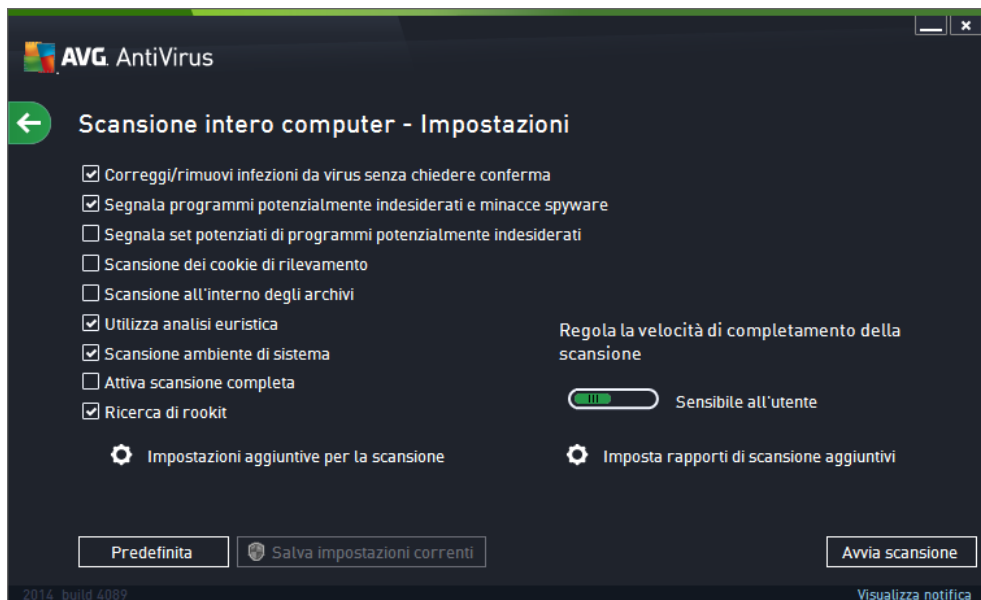 AVG. AntiVirus
Scansione intero computer - Impostazioni
Correggi/rimuovi infezioni da virus senza chiedere conferma
Segnala programmi potenzialmente indesiderati e minacce spyware
Segnala set potenziati di programmi potenzialmente indesiderati
Scansione dei cookie di rilevamento
Scansione all'interno degli archivi
Utilizza analisi euristica
Scansione ambiente di sistema
Attiva scansione completa
Ricerca di rookit
Regola la velocità di completamento della
scansione
Sensibile all'utente
Impostazioni aggiuntive per la scansione
Imposta rapporti di scansione aggiuntivi
Predefinita
Salva impostazioni correnti
Avvia scansione
2014 build 4089
Visualizza notifica